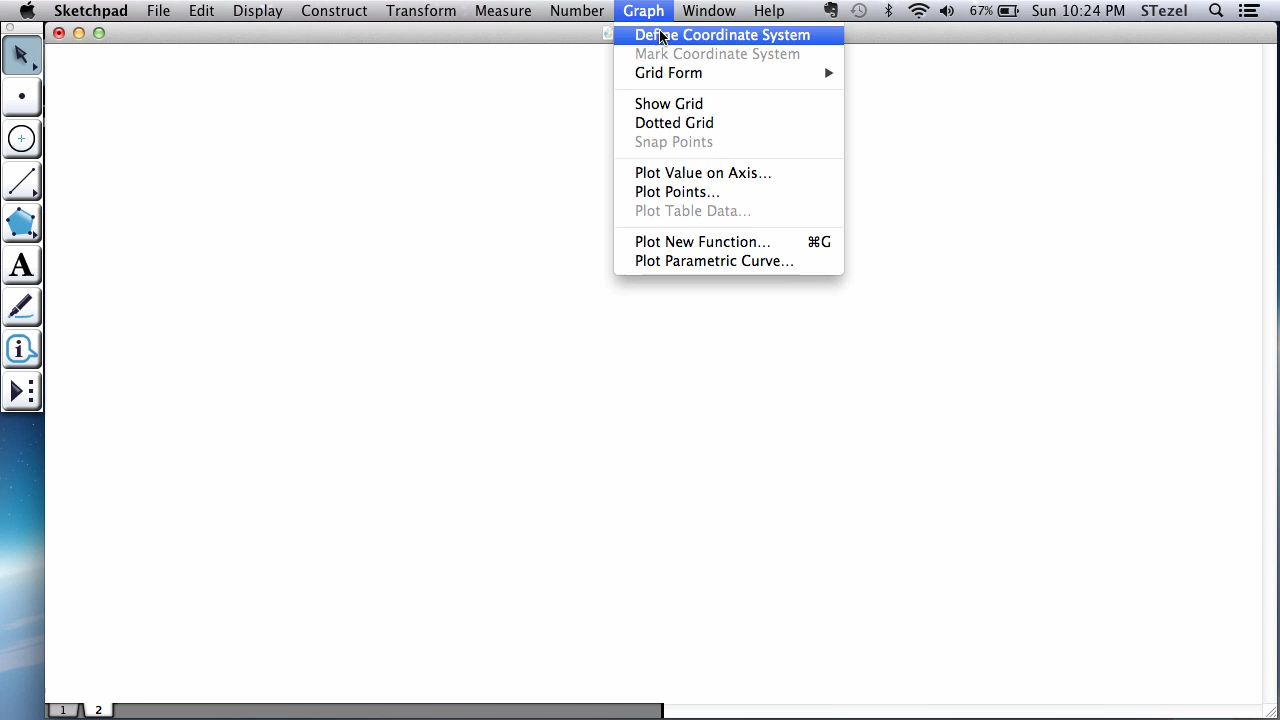 Sketchpad File Edit Display Construct Transform Measure Number Graph Window Help 67% Sun 10:24 PM STezel
Define Coordinate System
Mark Coordinate System
Grid Form
Show Grid
Dotted Grid
Snap Points
Plot Value on Axis...
Plot Points...
Plot Table Data...
Plot New Function... ⌘G
Plot Parametric Curve...
A
i
1 2